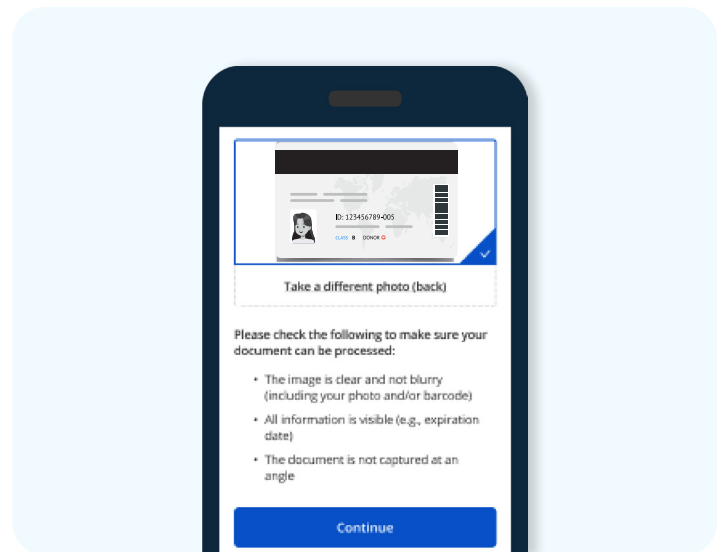 ID: 123456789-005
CLASS B DONOR
Take a different photo (back)
Please check the following to make sure your
document can be processed:
• The image is clear and not blurry
(including your photo and/or barcode)
• All information is visible (e.g., expiration
date)
• The document is not captured at an
angle
Continue